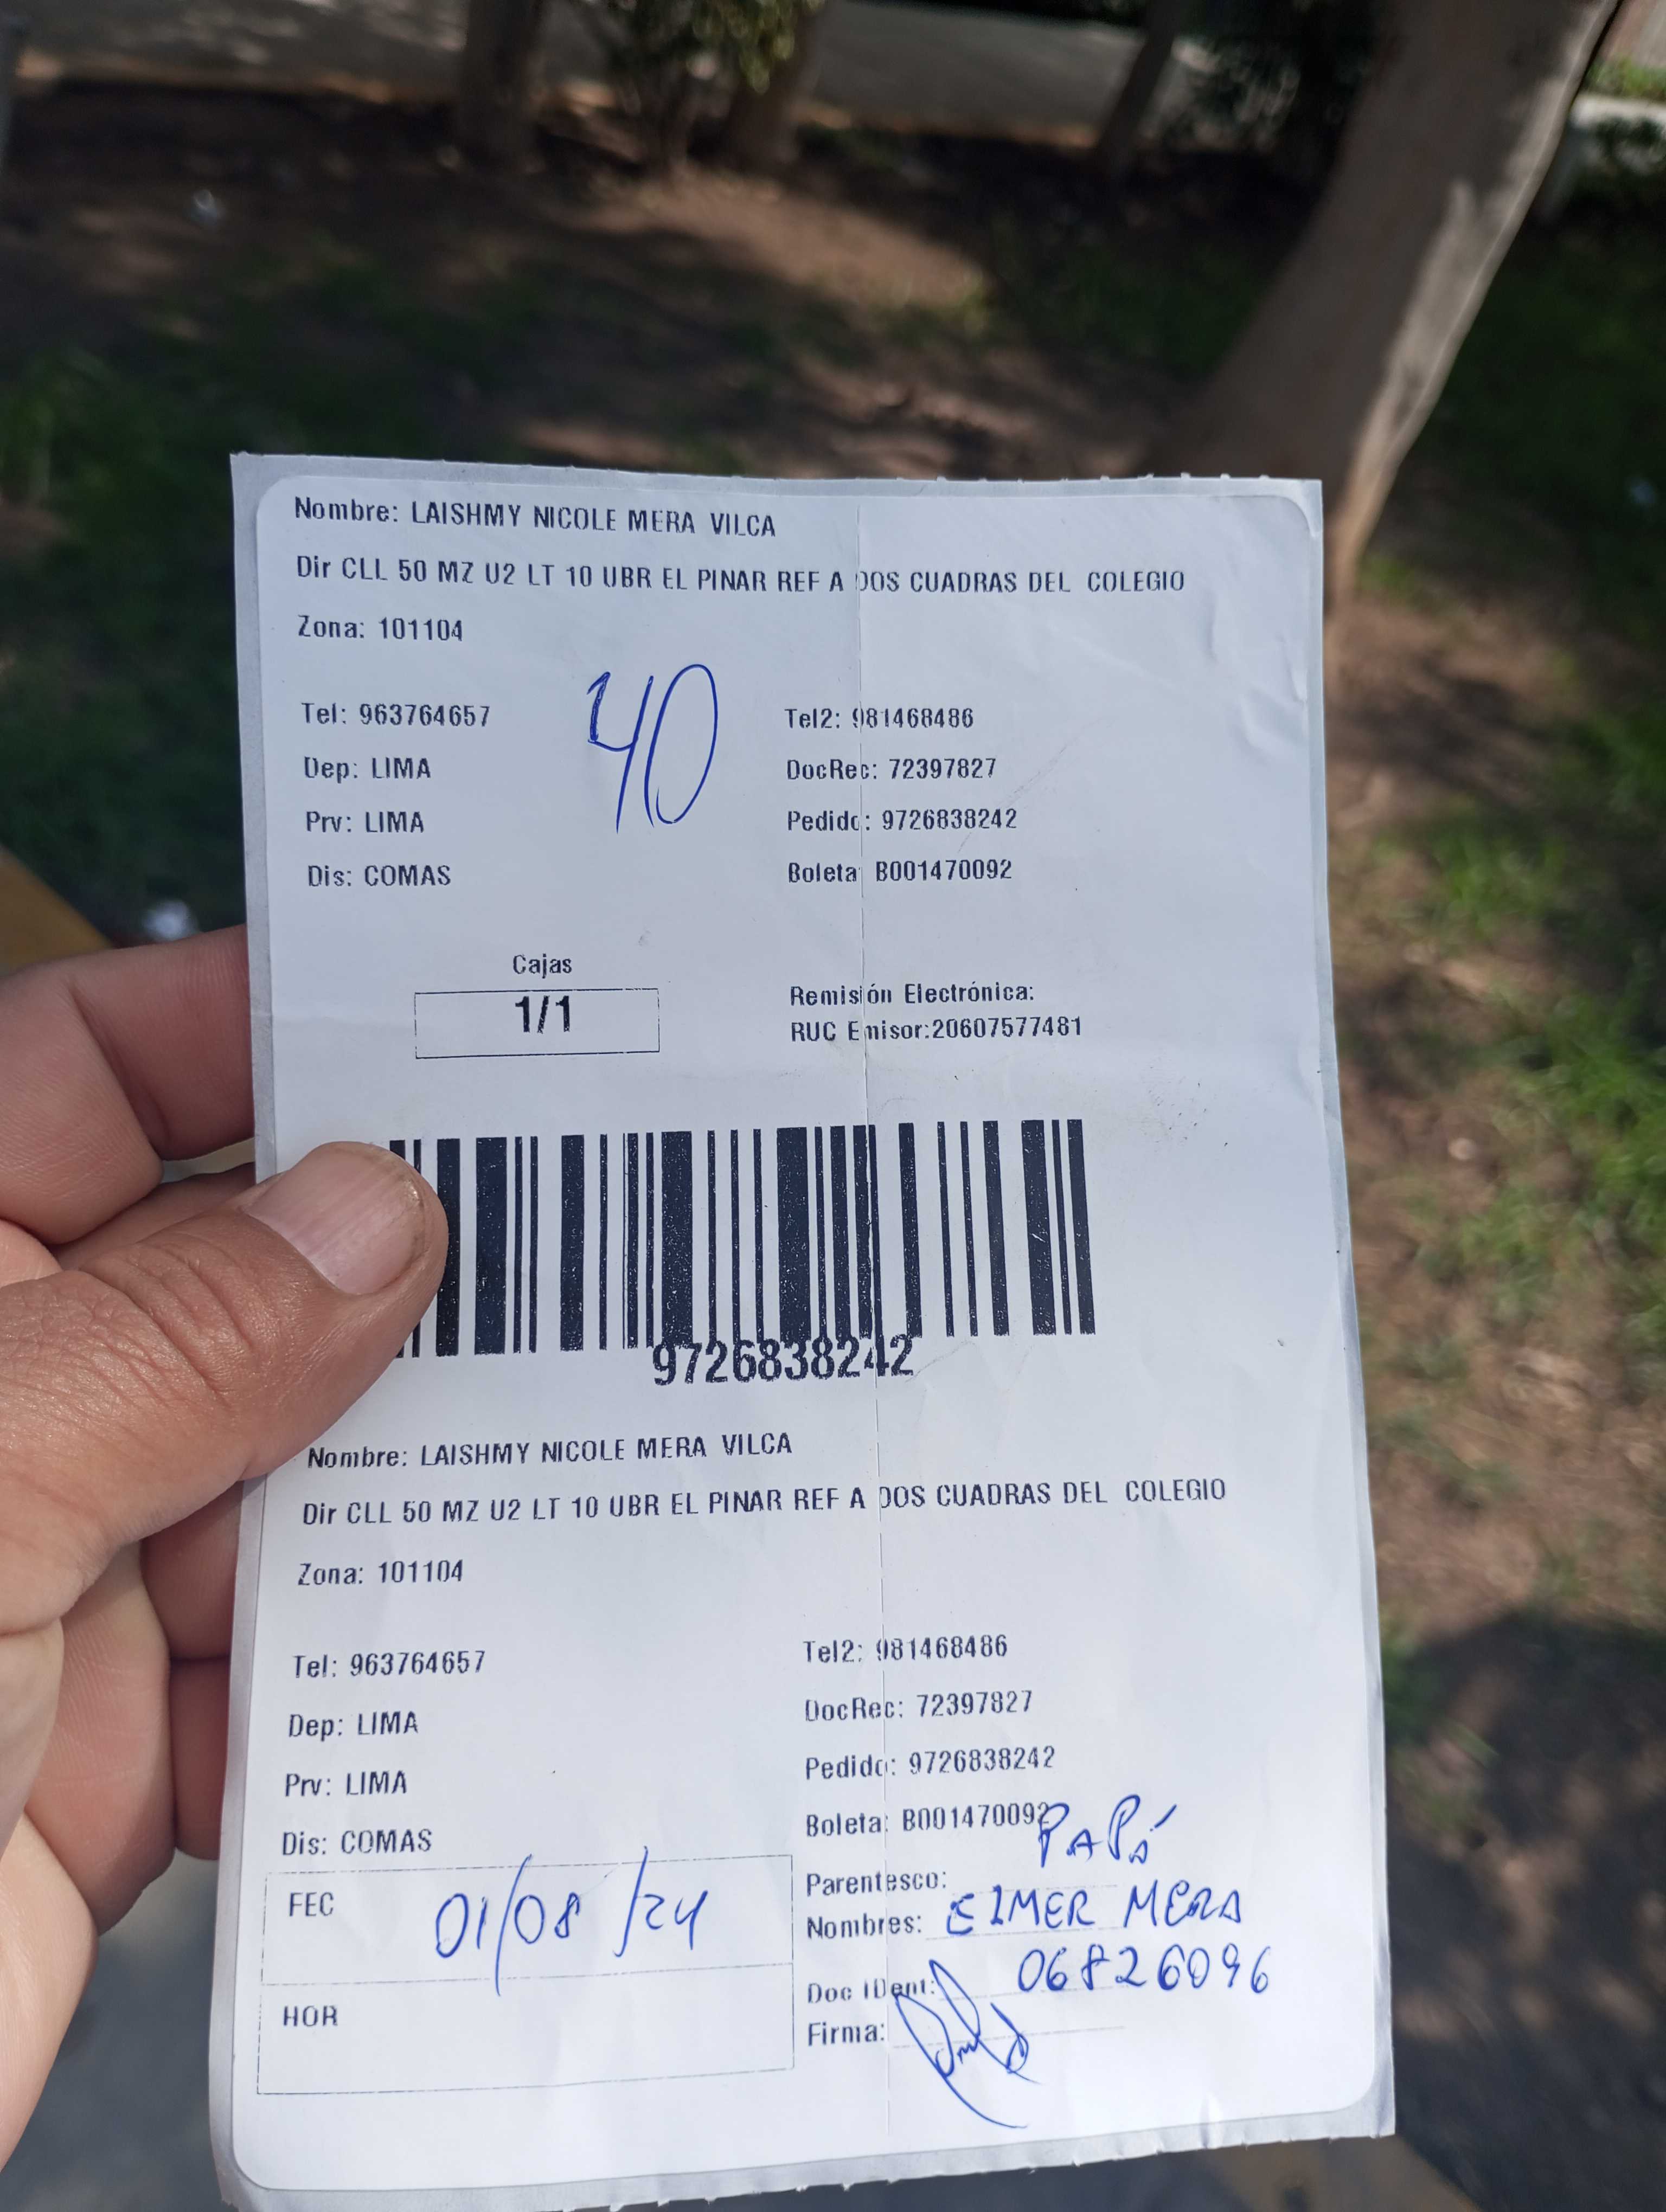 Nombre: LAISHMY NICOLE MERA VILCA
Dir CLL 50 MZ U2 LT 10 UBR EL PINAR REF A DOS CUADRAS DEL COLEGIO
Zona: 101104
40
Tel: 963764657 Tel2: 981468486
Dep: LIMA DocRec: 72397827
Prv: LIMA Pedido: 9726838242
Dis: COMAS Boleta: B001470092
Cajas
1/1
Remisión Electrónica:
RUC Emisor:20607577481
9726838242
Nombre: LAISHMY NICOLE MERA VILCA
Dir CLL 50 MZ U2 LT 10 UBR EL PINAR REF A DOS CUADRAS DEL COLEGIO
Zona: 101104
Tel: 963764657 Tel2: 981468486
Dep: LIMA DocRec: 72397827
Prv: LIMA Pedido: 9726838242
Dis: COMAS Boleta: B001470092
FEC 01/08/24
HOR
Parentesco: PAPÁ
Nombres: EIMER MERA
Doc IDent: 06826096
Firma: